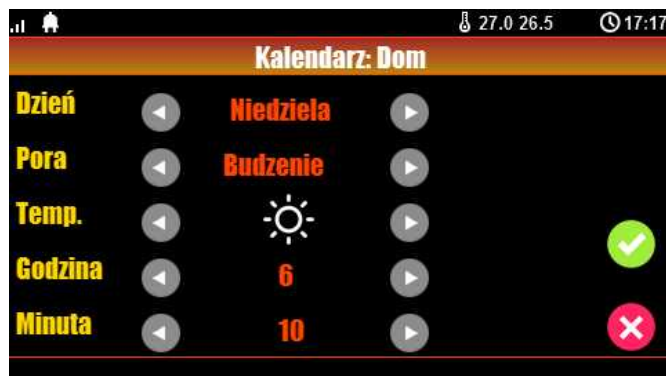 27.0 26.5 17:17
Kalendarz: Dom
Dzień Niedziela
Pora Budzenie
Temp.
Godzina 6
Minuta 10